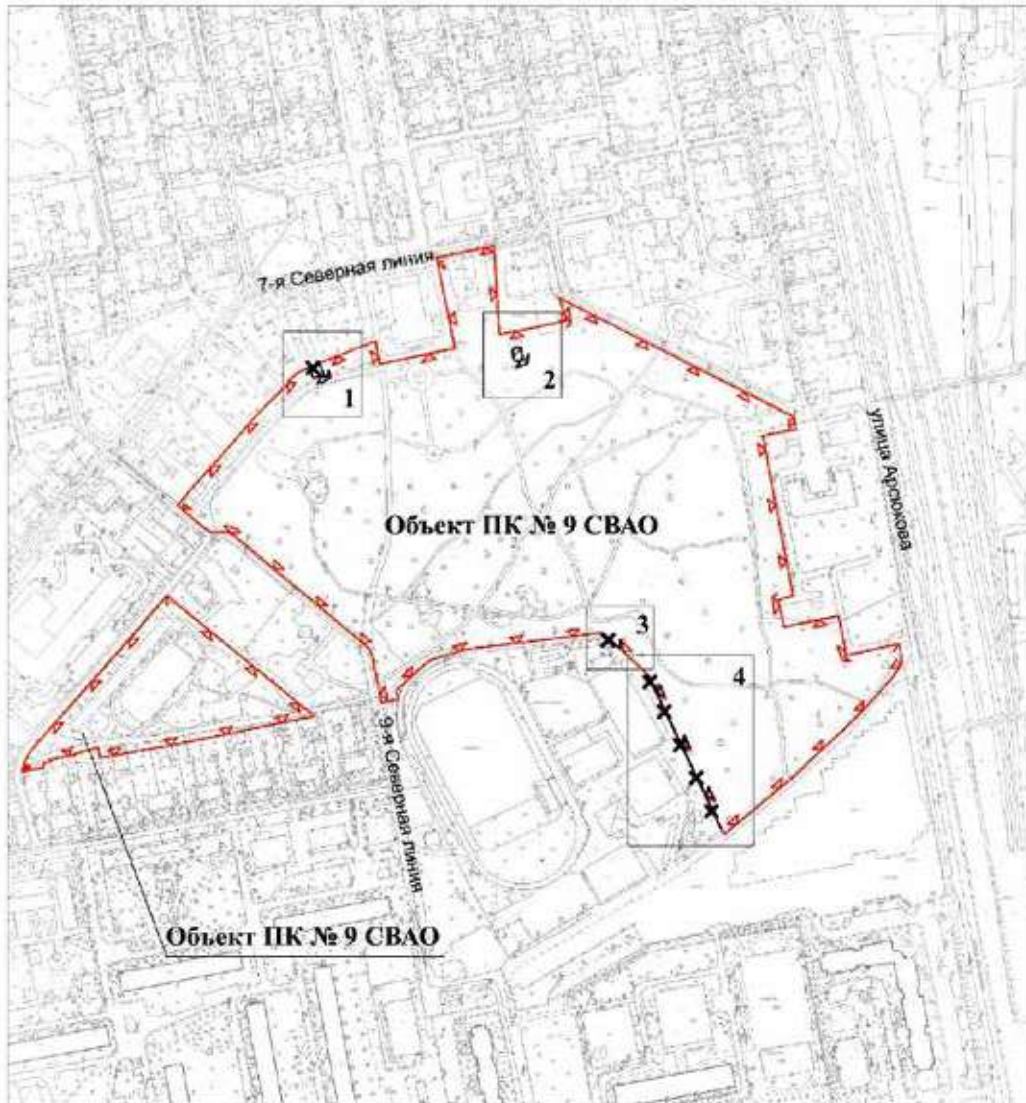 7-я Северная линия
1
2
улица Арсюкова
Объект ПК № 9 СВАО
3
4
9-я Северная линия
Объект ПК № 9 СВАО